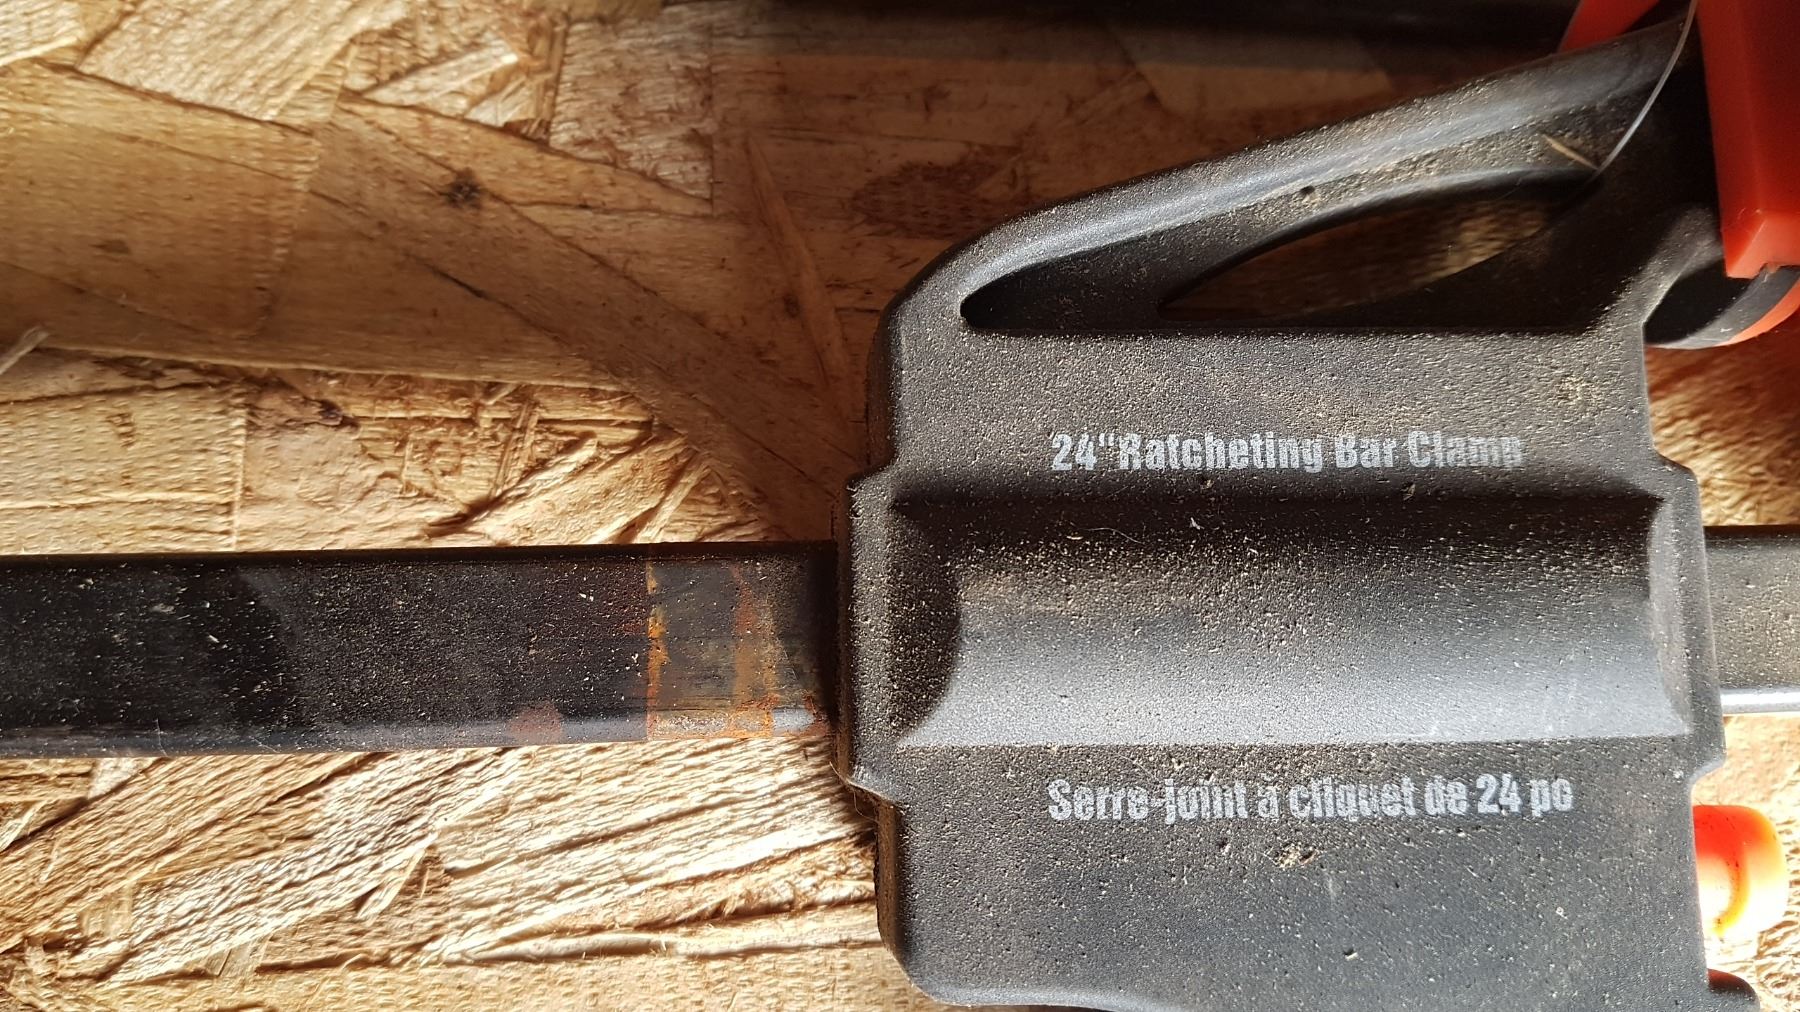 24"Ratcheting Bar Clamp
Serre-joint à cliquet de 24 po